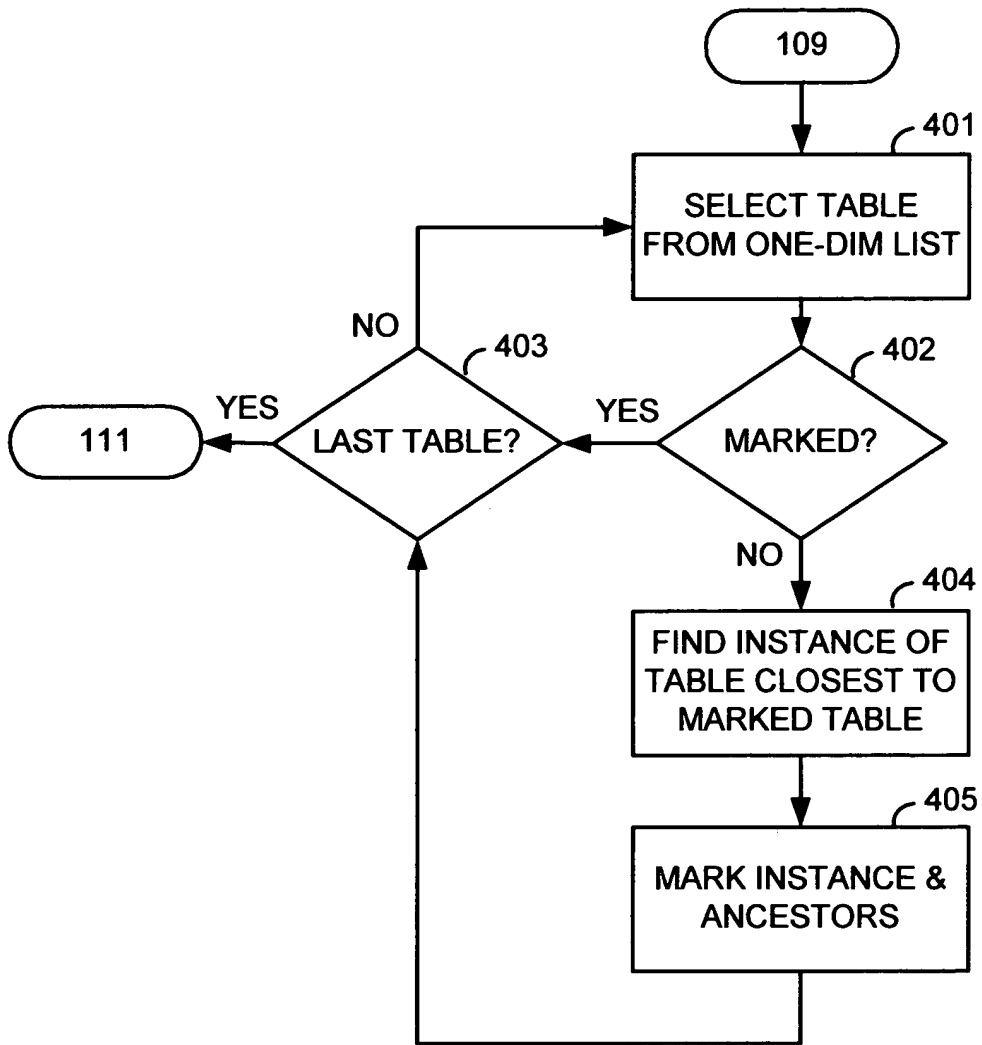 109
401
SELECT TABLE
FROM ONE-DIM LIST
NO
403
402
YES
YES
111
LAST TABLE?
MARKED?
NO
404
FIND INSTANCE OF
TABLE CLOSEST TO
MARKED TABLE
405
MARK INSTANCE &
ANCESTORS